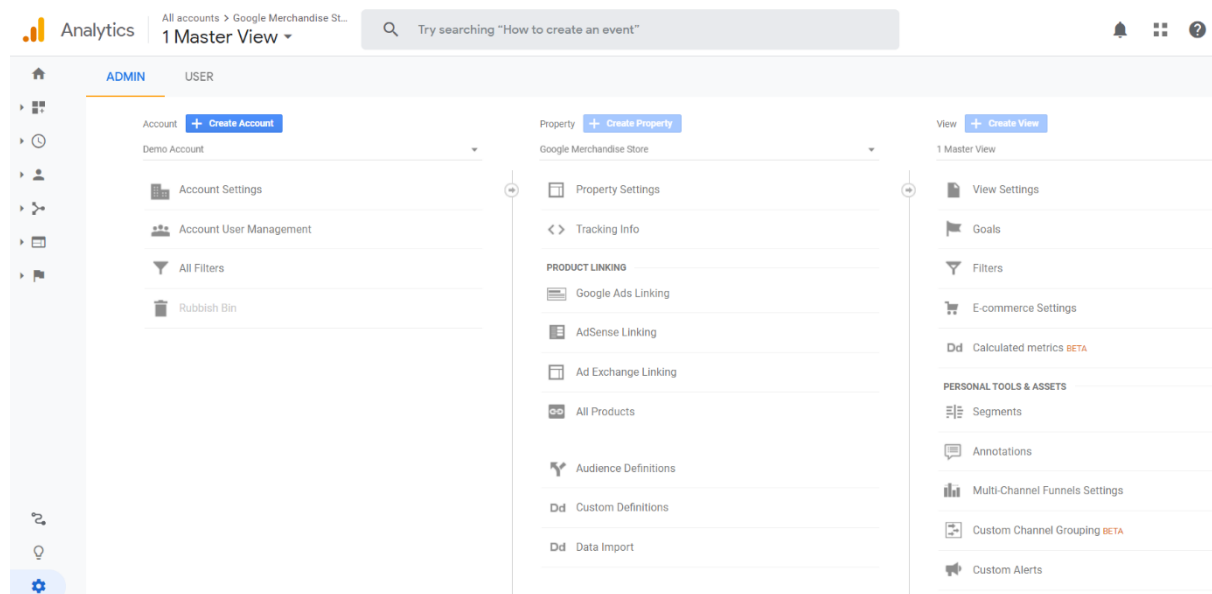 Analytics
All accounts > Google Merchandise St...
1 Master View
Try searching “How to create an event”
ADMIN
USER
Account
+ Create Account
Demo Account
Account Settings
Account User Management
All Filters
Rubbish Bin
Property
+ Create Property
Google Merchandise Store
Property Settings
Tracking Info
PRODUCT LINKING
Google Ads Linking
AdSense Linking
Ad Exchange Linking
All Products
Audience Definitions
Dd Custom Definitions
Dd Data Import
View
+ Create View
1 Master View
View Settings
Goals
Filters
E-commerce Settings
Dd Calculated metrics BETA
PERSONAL TOOLS & ASSETS
Segments
Annotations
Multi-Channel Funnels Settings
Custom Channel Grouping BETA
Custom Alerts